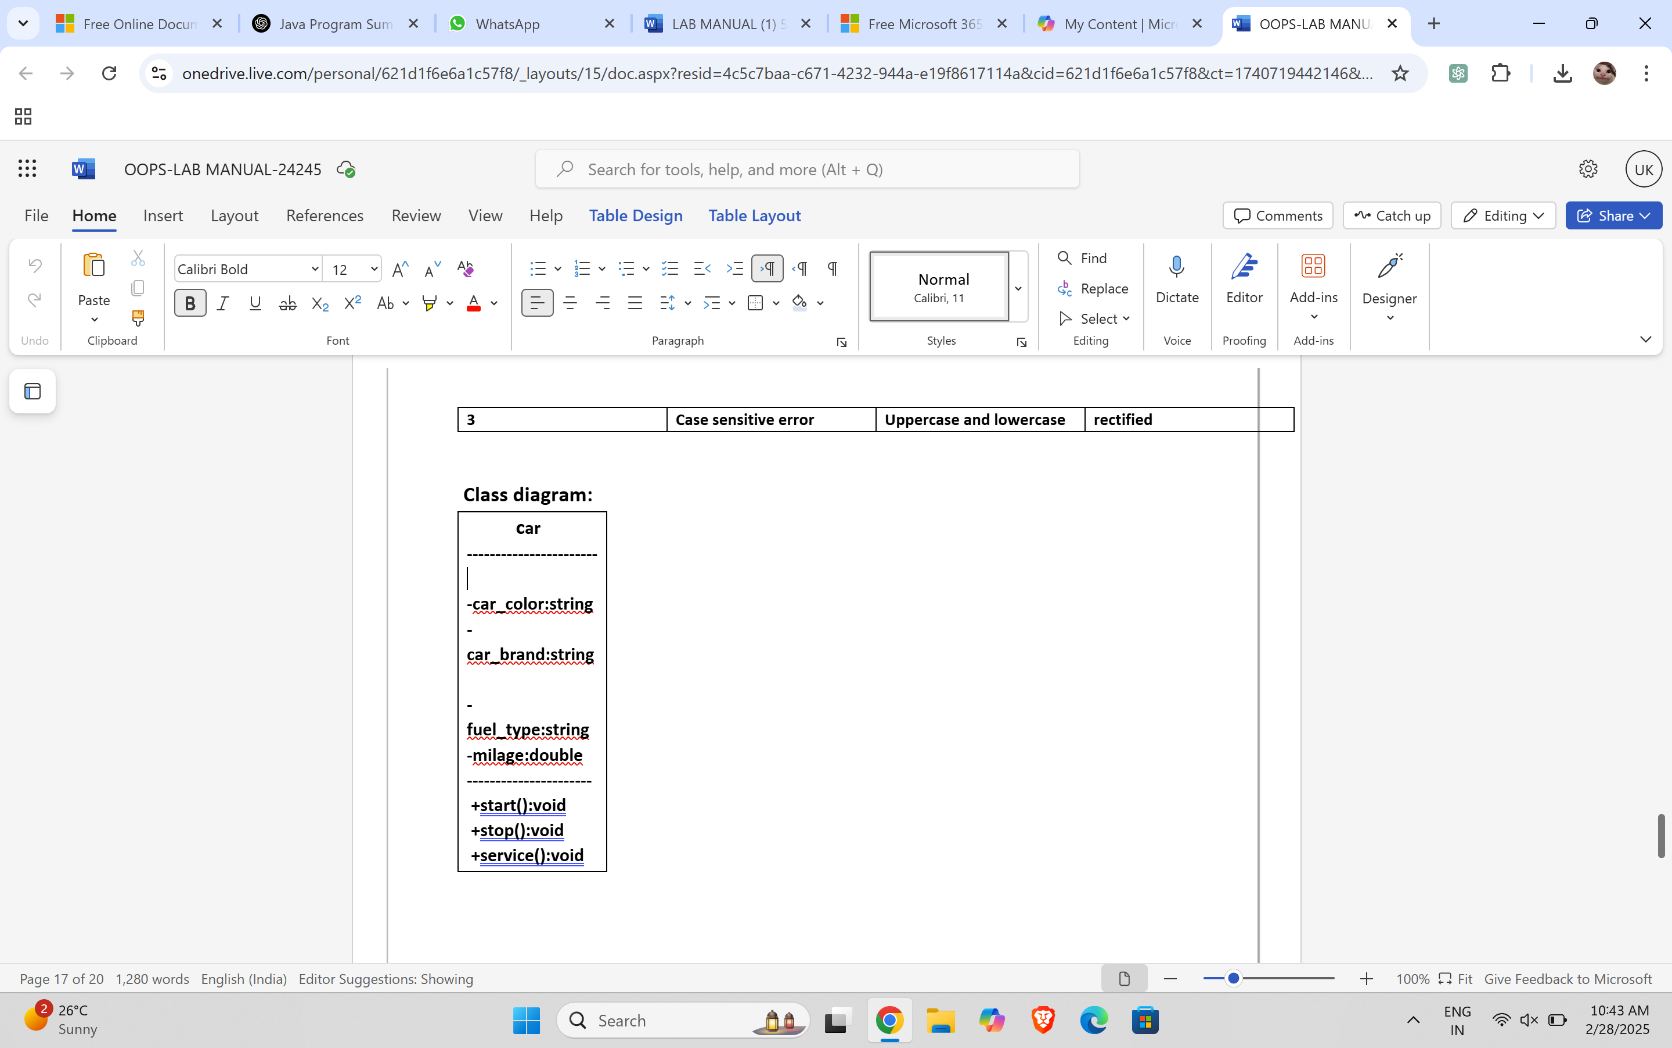 Free Online Docun
Java Program Sum
WhatsApp
LAB MANUAL (1) 5
Free Microsoft 365
My Content | Micr
OOPS-LAB MANU
onedrive.live.com/personal/621d1f6e6a1c57f8/_layouts/15/doc.aspx?resid=4c5c7baa-c671-4232-944a-e19f8617114a&cid=621d1f6e6a1c57f8&ct=1740719442146&...
W OOPS-LAB MANUAL-24245
Search for tools, help, and more (Alt + Q)
UK
File Home Insert Layout References Review View Help Table Design Table Layout
Comments Catch up Editing Share
Paste
Calibri Bold 12
Normal
Calibri, 11
Find
Replace
Select
Dictate
Editor
Add-ins
Designer
Undo Clipboard Font Paragraph Styles Editing Voice Proofing Add-ins
3 Case sensitive error Uppercase and lowercase rectified
Class diagram:
car
-----------------------
-car_color:string
-
car_brand:string
-
fuel_type:string
-milage:double
----------------------
+start():void
+stop():void
+service():void
Page 17 of 20 1,280 words English (India) Editor Suggestions: Showing
100% Fit Give Feedback to Microsoft
2
26°C
Sunny
Search
ENG
IN
10:43 AM
2/28/2025